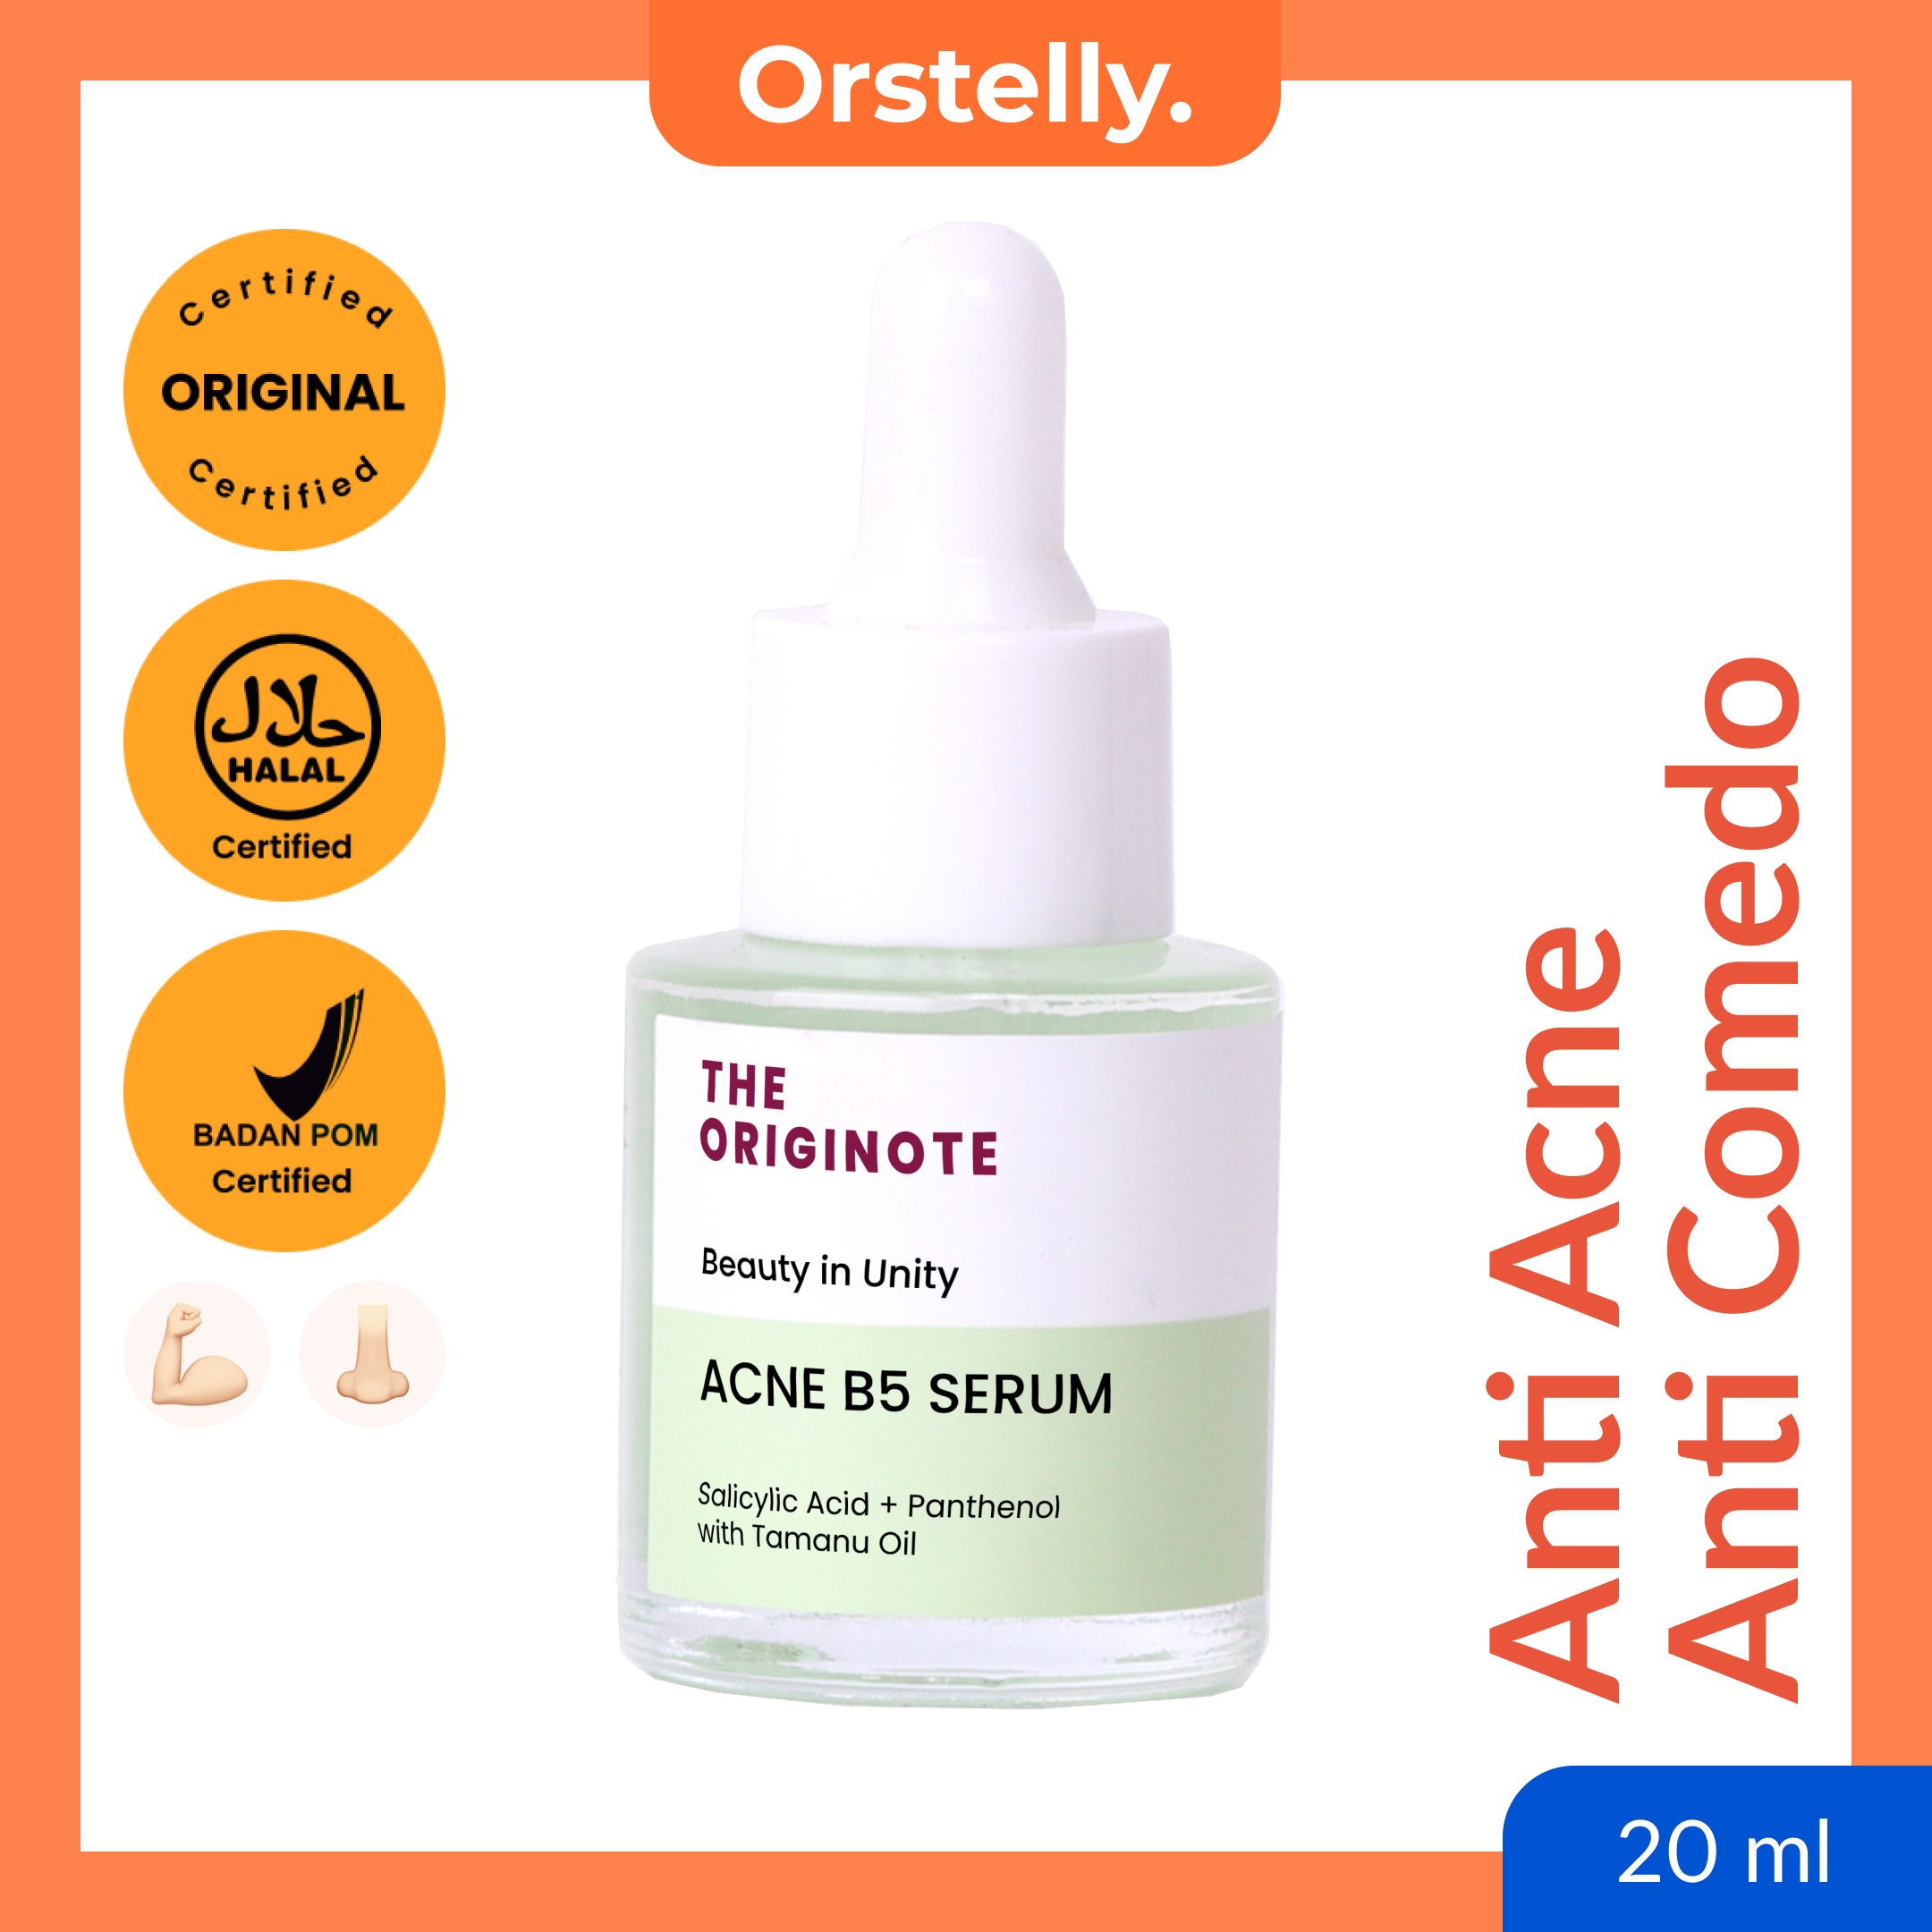 Orstelly.
Certified
ORIGINAL
Certified
حلال
HALAL
Certified
BADAN POM
Certified
THE
ORIGINOTE
Beauty in Unity
ACNE B5 SERUM
Salicylic Acid + Panthenol
with Tamanu Oil
Anti Acne
Anti Comedo
20 ml